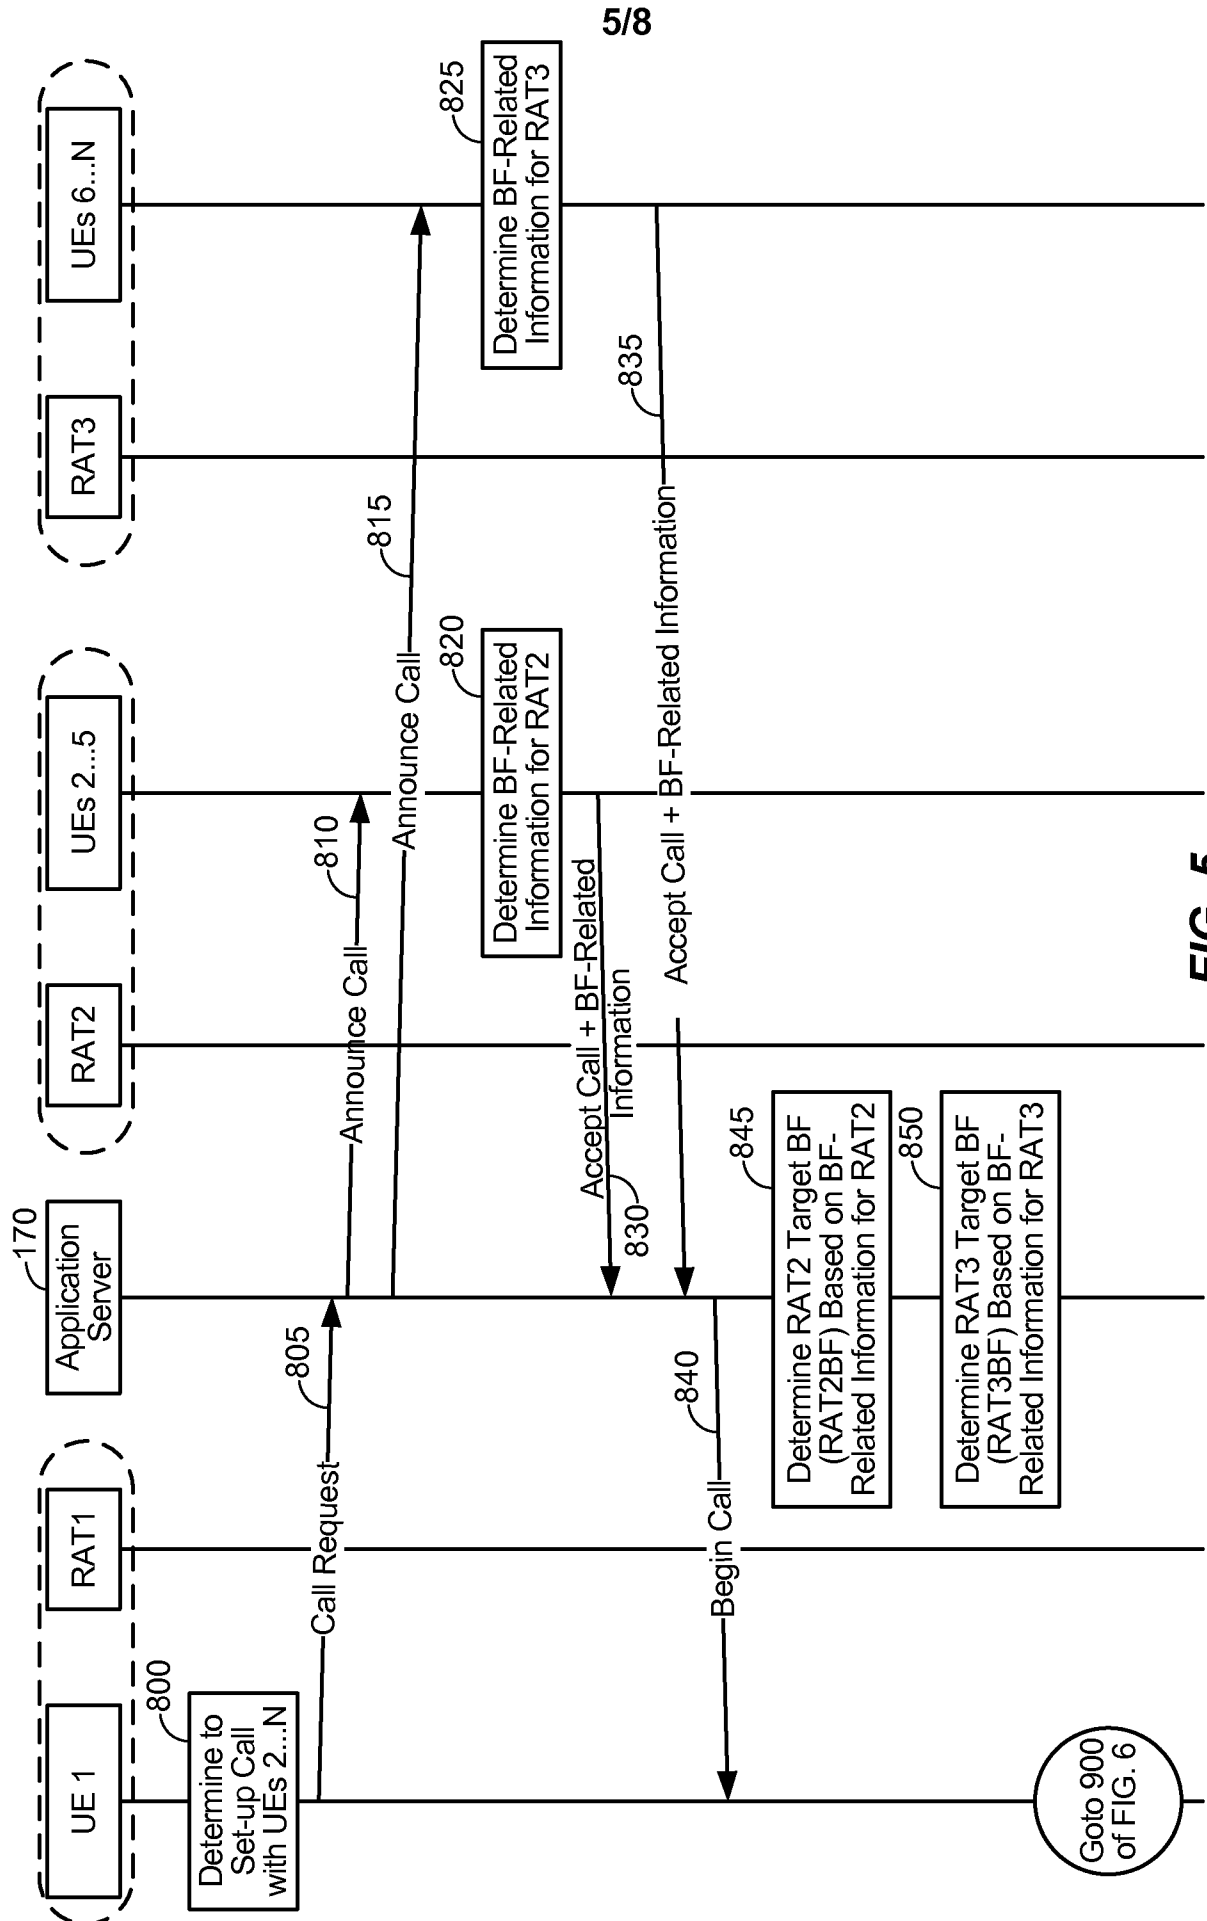 5/8
UE 1
RAT1
Application
Server
170
RAT2
UEs 2...5
RAT3
UEs 6...N
Determine to
Set-up Call
with UEs 2...N
800
Call Request
805
Announce Call
810
Announce Call
815
Determine BF-Related
Information for RAT2
820
Determine BF-Related
Information for RAT3
825
Accept Call + BF-Related
Information
830
Accept Call + BF-Related Information
835
Begin Call
840
Determine RAT2 Target BF
(RAT2BF) Based on BF-
Related Information for RAT2
845
Determine RAT3 Target BF
(RAT3BF) Based on BF-
Related Information for RAT3
850
Goto 900
of FIG. 6
FIG. 5